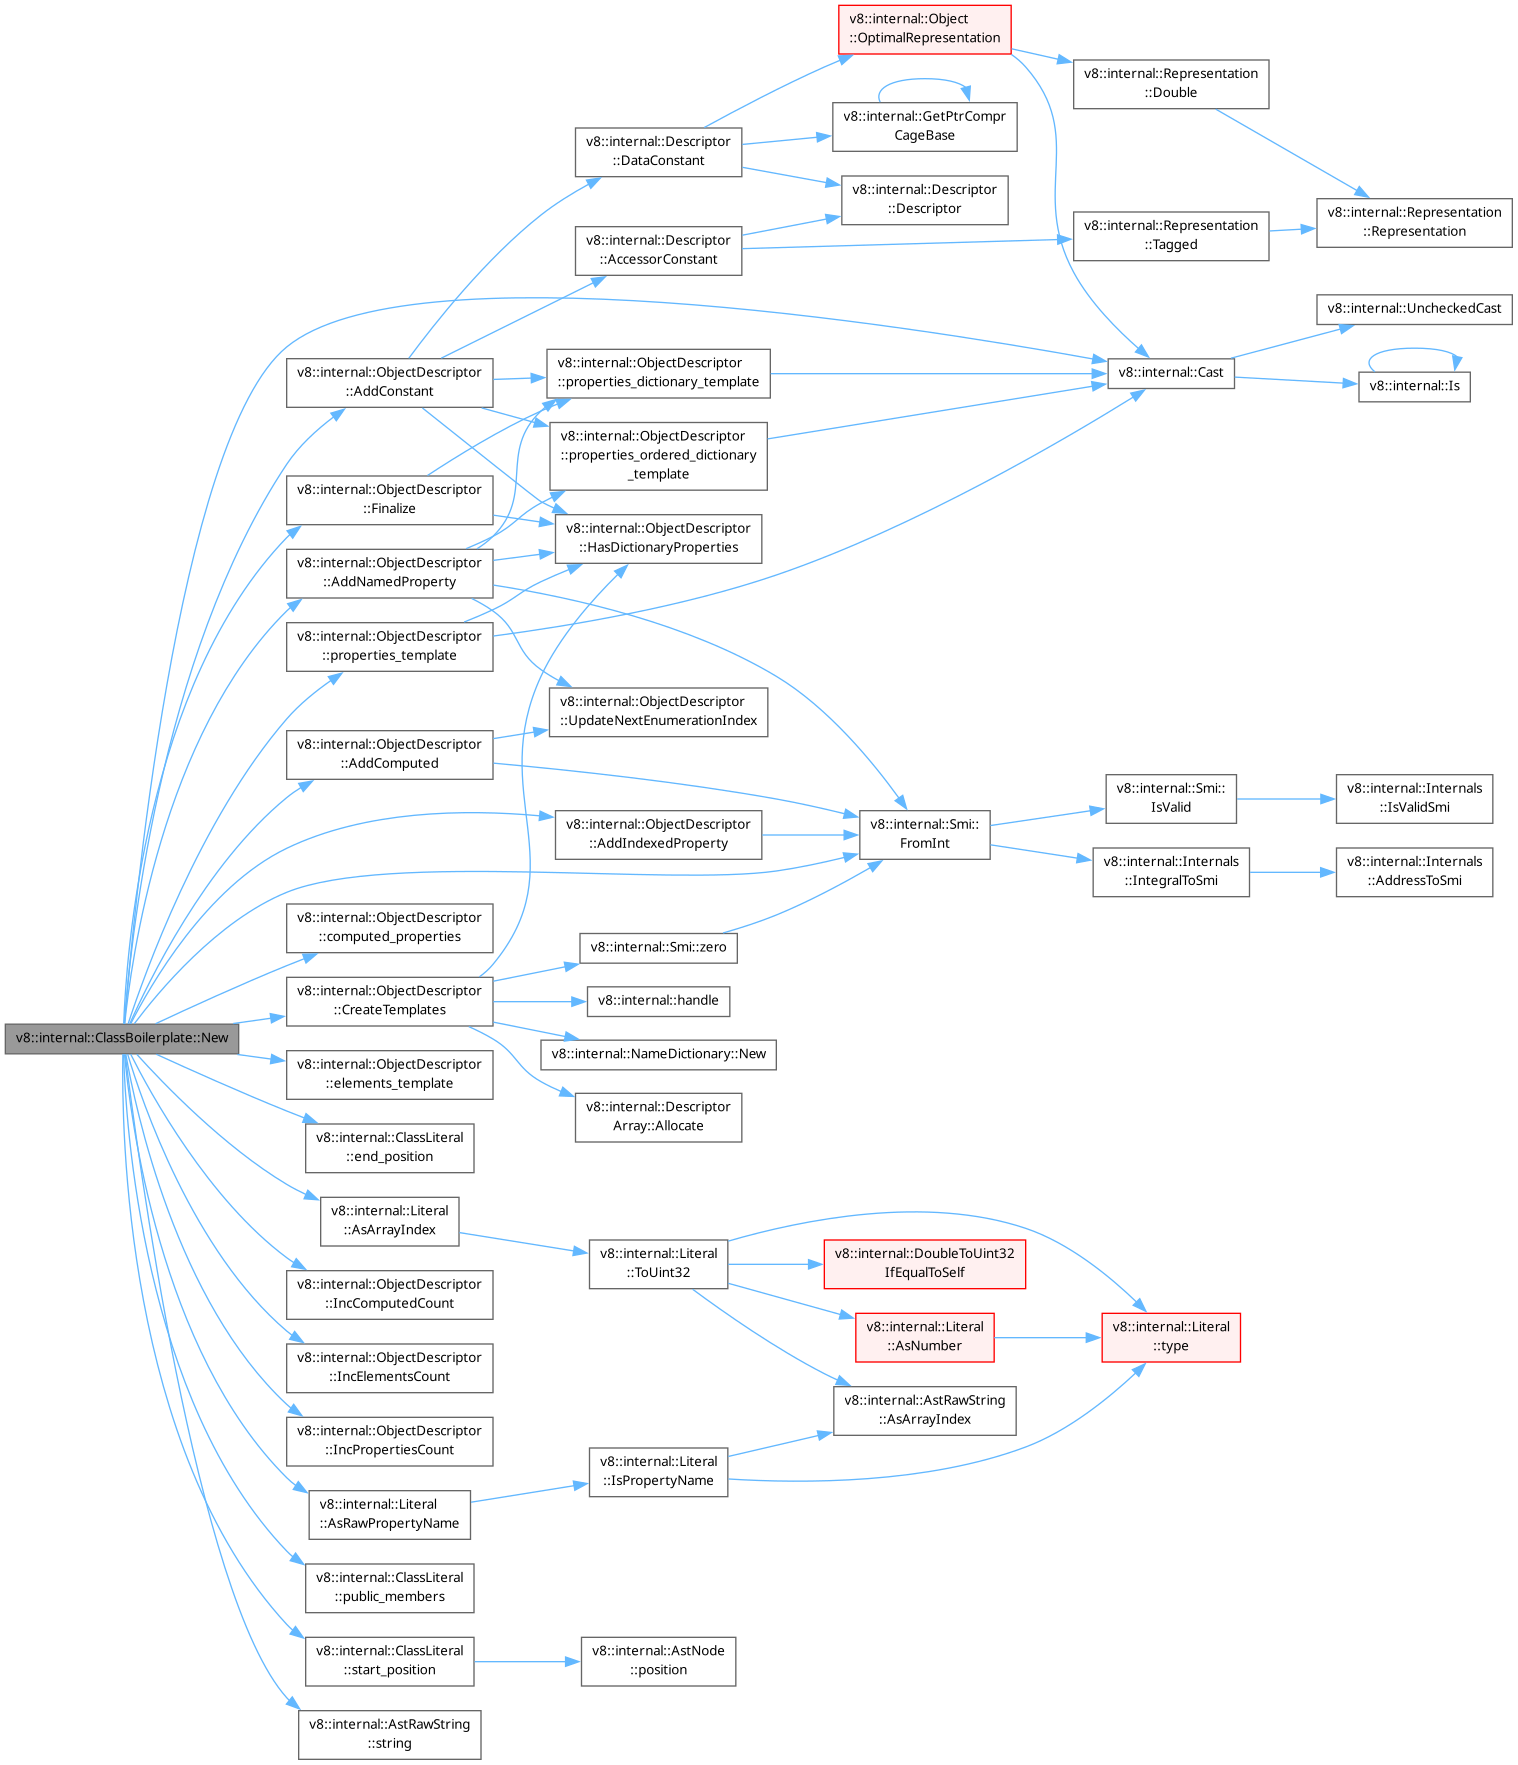 v8::internal::ClassBoilerplate::New
v8::internal::ObjectDescriptor
::AddConstant
v8::internal::ObjectDescriptor
::Finalize
v8::internal::ObjectDescriptor
::AddNamedProperty
v8::internal::ObjectDescriptor
::properties_template
v8::internal::ObjectDescriptor
::AddComputed
v8::internal::ObjectDescriptor
::computed_properties
v8::internal::ObjectDescriptor
::CreateTemplates
v8::internal::ObjectDescriptor
::elements_template
v8::internal::ClassLiteral
::end_position
v8::internal::Literal
::AsArrayIndex
v8::internal::ObjectDescriptor
::IncComputedCount
v8::internal::ObjectDescriptor
::IncElementsCount
v8::internal::ObjectDescriptor
::IncPropertiesCount
v8::internal::Literal
::AsRawPropertyName
v8::internal::ClassLiteral
::public_members
v8::internal::ClassLiteral
::start_position
v8::internal::AstRawString
::string
v8::internal::Descriptor
::DataConstant
v8::internal::Descriptor
::AccessorConstant
v8::internal::ObjectDescriptor
::properties_dictionary_template
v8::internal::ObjectDescriptor
::properties_ordered_dictionary
_template
v8::internal::ObjectDescriptor
::HasDictionaryProperties
v8::internal::ObjectDescriptor
::UpdateNextEnumerationIndex
v8::internal::ObjectDescriptor
::AddIndexedProperty
v8::internal::Smi::zero
v8::internal::handle
v8::internal::NameDictionary::New
v8::internal::Descriptor
Array::Allocate
v8::internal::Literal
::ToUint32
v8::internal::Literal
::IsPropertyName
v8::internal::AstNode
::position
v8::internal::Object
::OptimalRepresentation
v8::internal::GetPtrCompr
CageBase
v8::internal::Descriptor
::Descriptor
v8::internal::Smi::
FromInt
v8::internal::DoubleToUint32
IfEqualToSelf
v8::internal::Literal
::AsNumber
v8::internal::AstRawString
::AsArrayIndex
v8::internal::Representation
::Double
v8::internal::Representation
::Tagged
v8::internal::Cast
v8::internal::Smi::
IsValid
v8::internal::Internals
::IntegralToSmi
v8::internal::Literal
::type
v8::internal::Representation
::Representation
v8::internal::UncheckedCast
v8::internal::Is
v8::internal::Internals
::IsValidSmi
v8::internal::Internals
::AddressToSmi